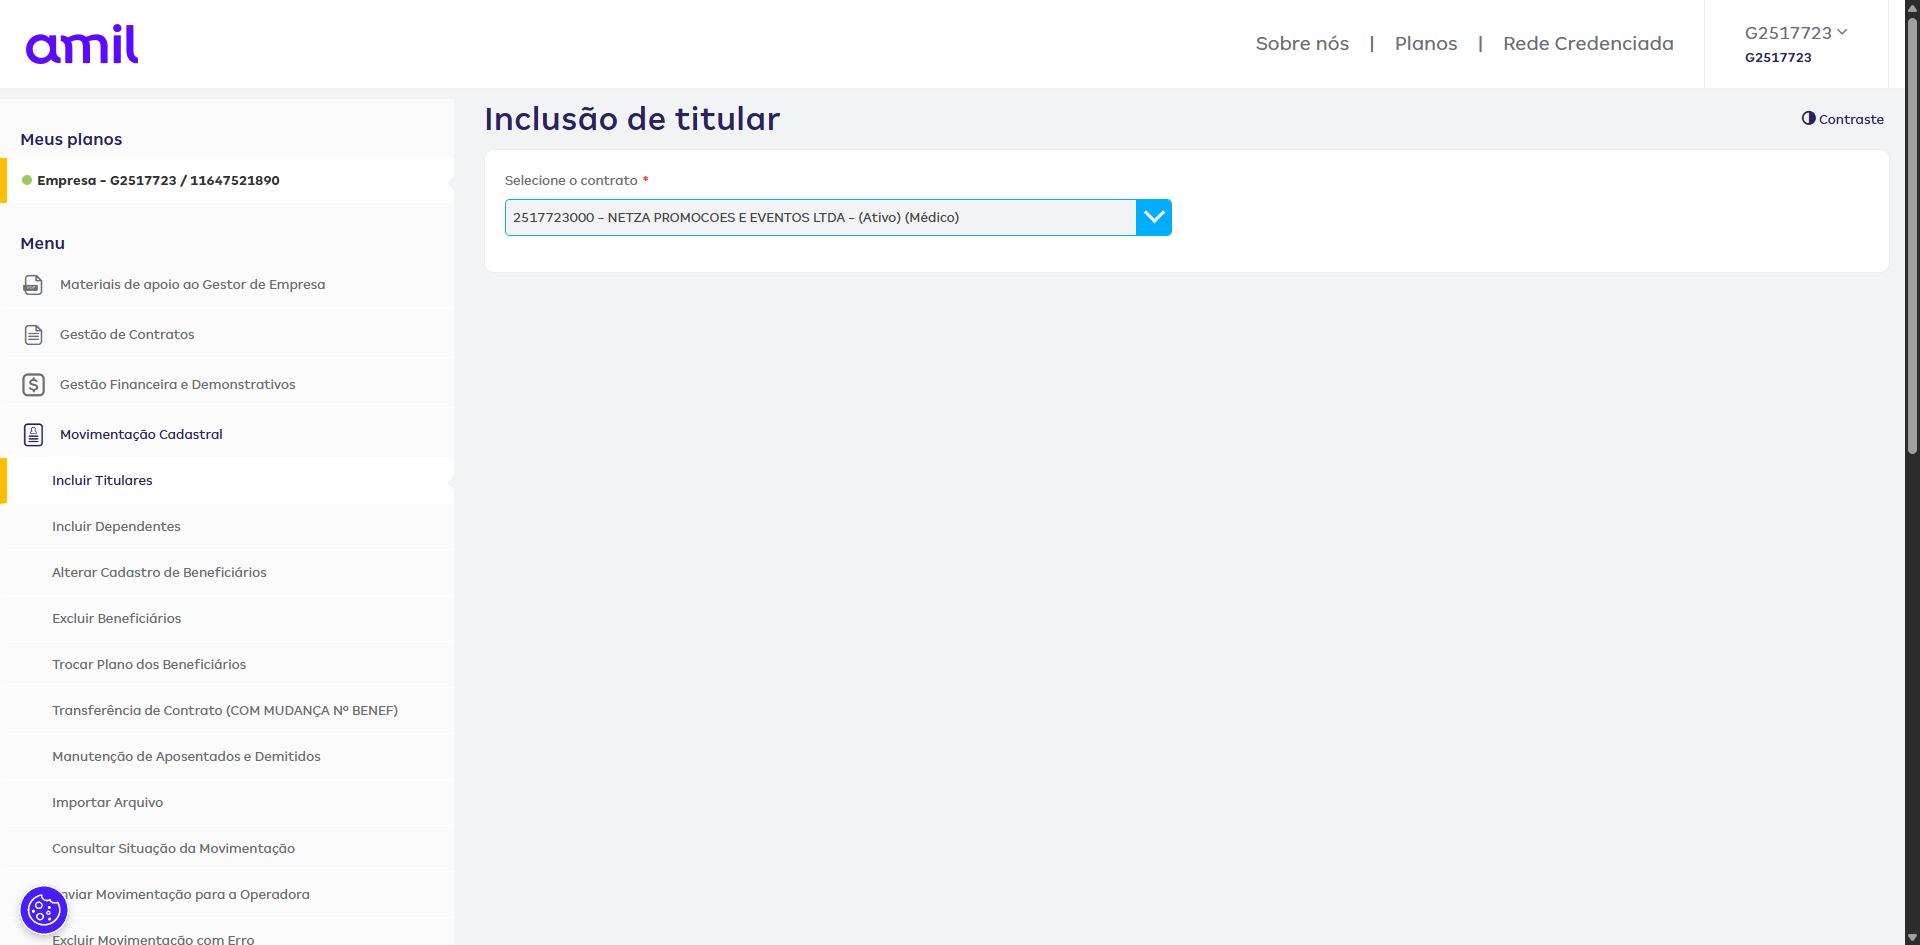 amil
Sobre nós | Planos | Rede Credenciada
G2517723
G2517723
Meus planos
Empresa - G2517723 / 11647521890
Menu
Materiais de apoio ao Gestor de Empresa
Gestão de Contratos
Gestão Financeira e Demonstrativos
Movimentação Cadastral
Incluir Titulares
Incluir Dependentes
Alterar Cadastro de Beneficiários
Excluir Beneficiários
Trocar Plano dos Beneficiários
Transferência de Contrato (COM MUDANÇA Nº BENEF)
Manutenção de Aposentados e Demitidos
Importar Arquivo
Consultar Situação da Movimentação
nviar Movimentação para a Operadora
Excluir Movimentação com Erro
Inclusão de titular
Contraste
Selecione o contrato *
2517723000 - NETZA PROMOCOES E EVENTOS LTDA - (Ativo) (Médico)